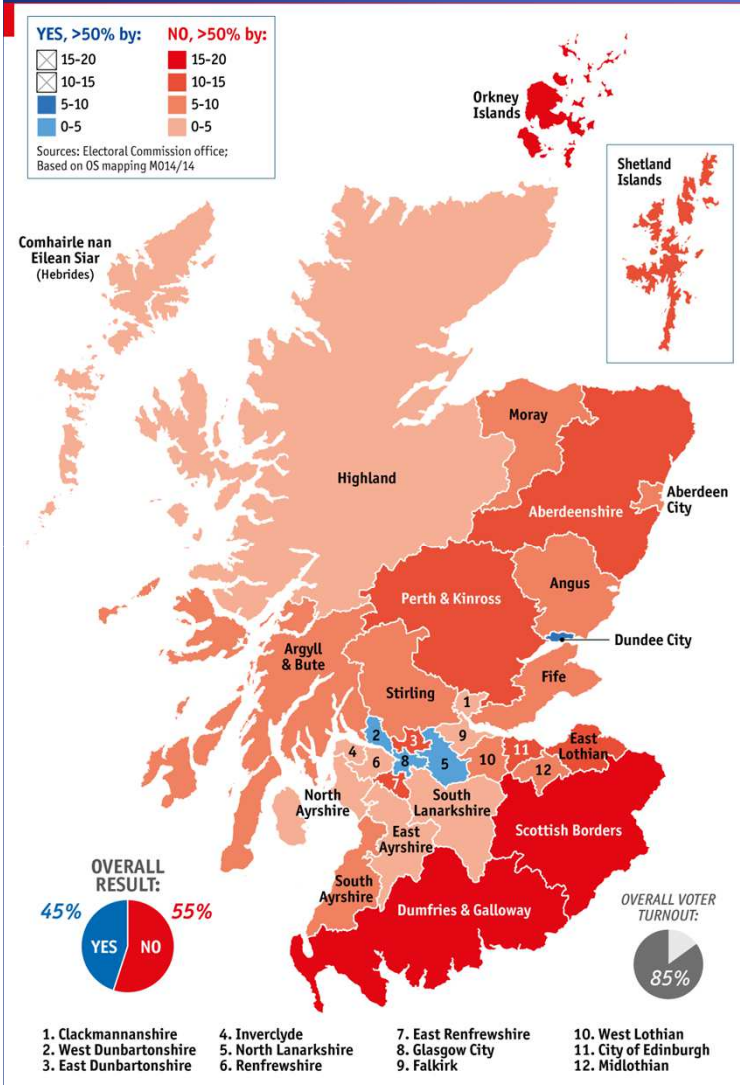 YES, >50% by:
15-20
10-15
5-10
0-5
NO, >50% by:
15-20
10-15
5-10
0-5
Sources: Electoral Commission office;
Based on OS mapping M014/14
Orkney
Islands
Shetland
Islands
Comhairle nan
Eilean Siar
(Hebrides)
Moray
Highland
Aberdeenshire
Aberdeen
City
Angus
Perth & Kinross
Dundee City
Argyll
& Bute
Stirling
Fife
1
2
3
9
4
6
8
5
10
11
East
Lothian
12
7
North
Ayrshire
South
Lanarkshire
East
Ayrshire
Scottish Borders
South
Ayrshire
Dumfries & Galloway
OVERALL
RESULT:
45%
55%
YES
NO
OVERALL VOTER
TURNOUT:
85%
1. Clackmannanshire
2. West Dunbartonshire
3. East Dunbartonshire
4. Inverclyde
5. North Lanarkshire
6. Renfrewshire
7. East Renfrewshire
8. Glasgow City
9. Falkirk
10. West Lothian
11. City of Edinburgh
12. Midlothian